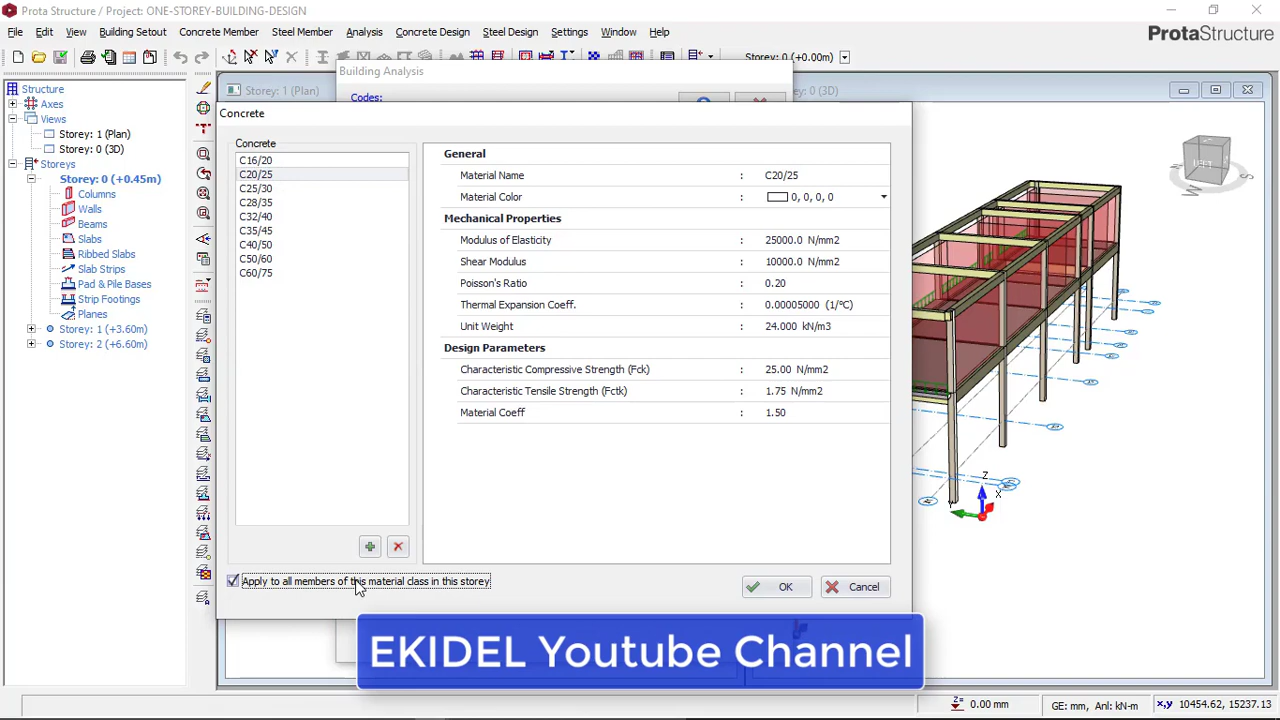 Prota Structure / Project: ONE-STOREY-BUILDING-DESIGN
File Edit View Building Setout Concrete Member Steel Member Analysis Concrete Design Steel Design Settings Window Help
ProtaStructure
Storey: 0 (+0.00m)
Structure
Axes
Views
Storey: 1 (Plan)
Storey: 0 (3D)
Storeys
Storey: 0 (+0.45m)
Columns
Walls
Beams
Slabs
Ribbed Slabs
Slab Strips
Pad & Pile Bases
Strip Footings
Planes
Storey: 1 (+3.60m)
Storey: 2 (+6.60m)
Storey: 1 (Plan)
Building Analysis
Codes:
0 (3D)
Concrete
Concrete
C16/20
C20/25
C25/30
C28/35
C32/40
C35/45
C40/50
C50/60
C60/75
General
Material Name : C20/25
Material Color : 0, 0, 0, 0
Mechanical Properties
Modulus of Elasticity : 25000.0 N/mm2
Shear Modulus : 10000.0 N/mm2
Poisson's Ratio : 0.20
Thermal Expansion Coeff. : 0,00005000 (1/°C)
Unit Weight : 24.000 kN/m3
Design Parameters
Characteristic Compressive Strength (Fck) : 25.00 N/mm2
Characteristic Tensile Strength (Fctk) : 1.75 N/mm2
Material Coeff : 1.50
Apply to all members of this material class in this storey
OK
Cancel
Z
X
EKIDEL Youtube Channel
Z= 0.00 mm
GE: mm, Anl: kN-m
x,y 10454.62, 15237.13